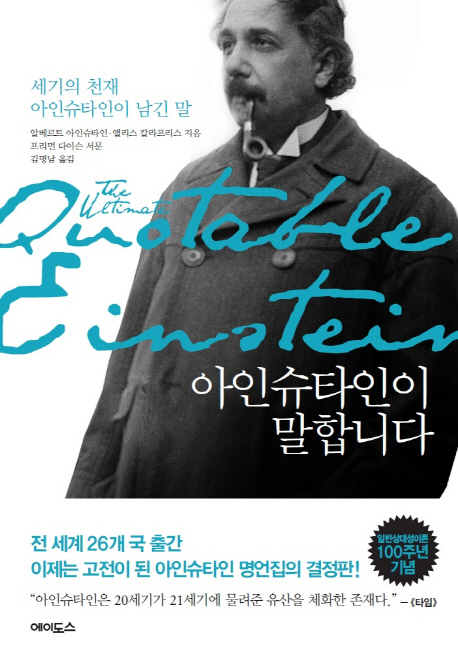 세기의 천재
아인슈타인이 남긴 말
알베르트 아인슈타인·앨리스 칼라프리스 지음
프리먼 다이슨 서문
김명남 옮김
The
Ultimate
Quotable
Einstein
아인슈타인이
말합니다
전 세계 26개 국 출간
이제는 고전이 된 아인슈타인 명언집의 결정판!
일반상대성이론
100주년
기념
“아인슈타인은 20세기가 21세기에 물려준 유산을 체화한 존재다.” – 《타임》
에이도스